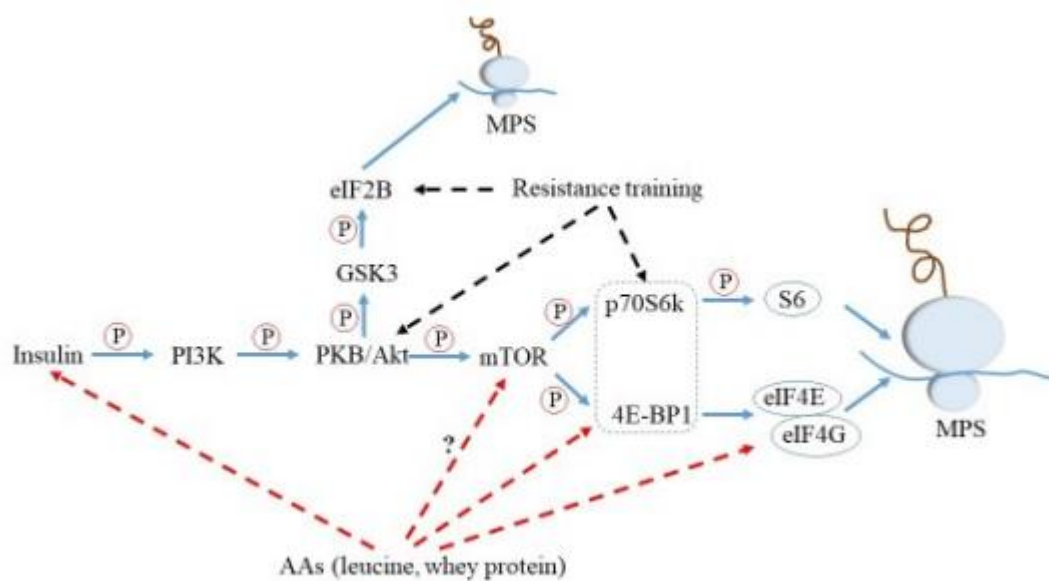 MPS
eIF2B
Resistance training
P
GSK3
P
p70S6k
P
S6
P
Insulin
P
PI3K
P
PKB/Akt
P
mTOR
P
4E-BP1
eIF4E
eIF4G
MPS
?
AAs (leucine, whey protein)